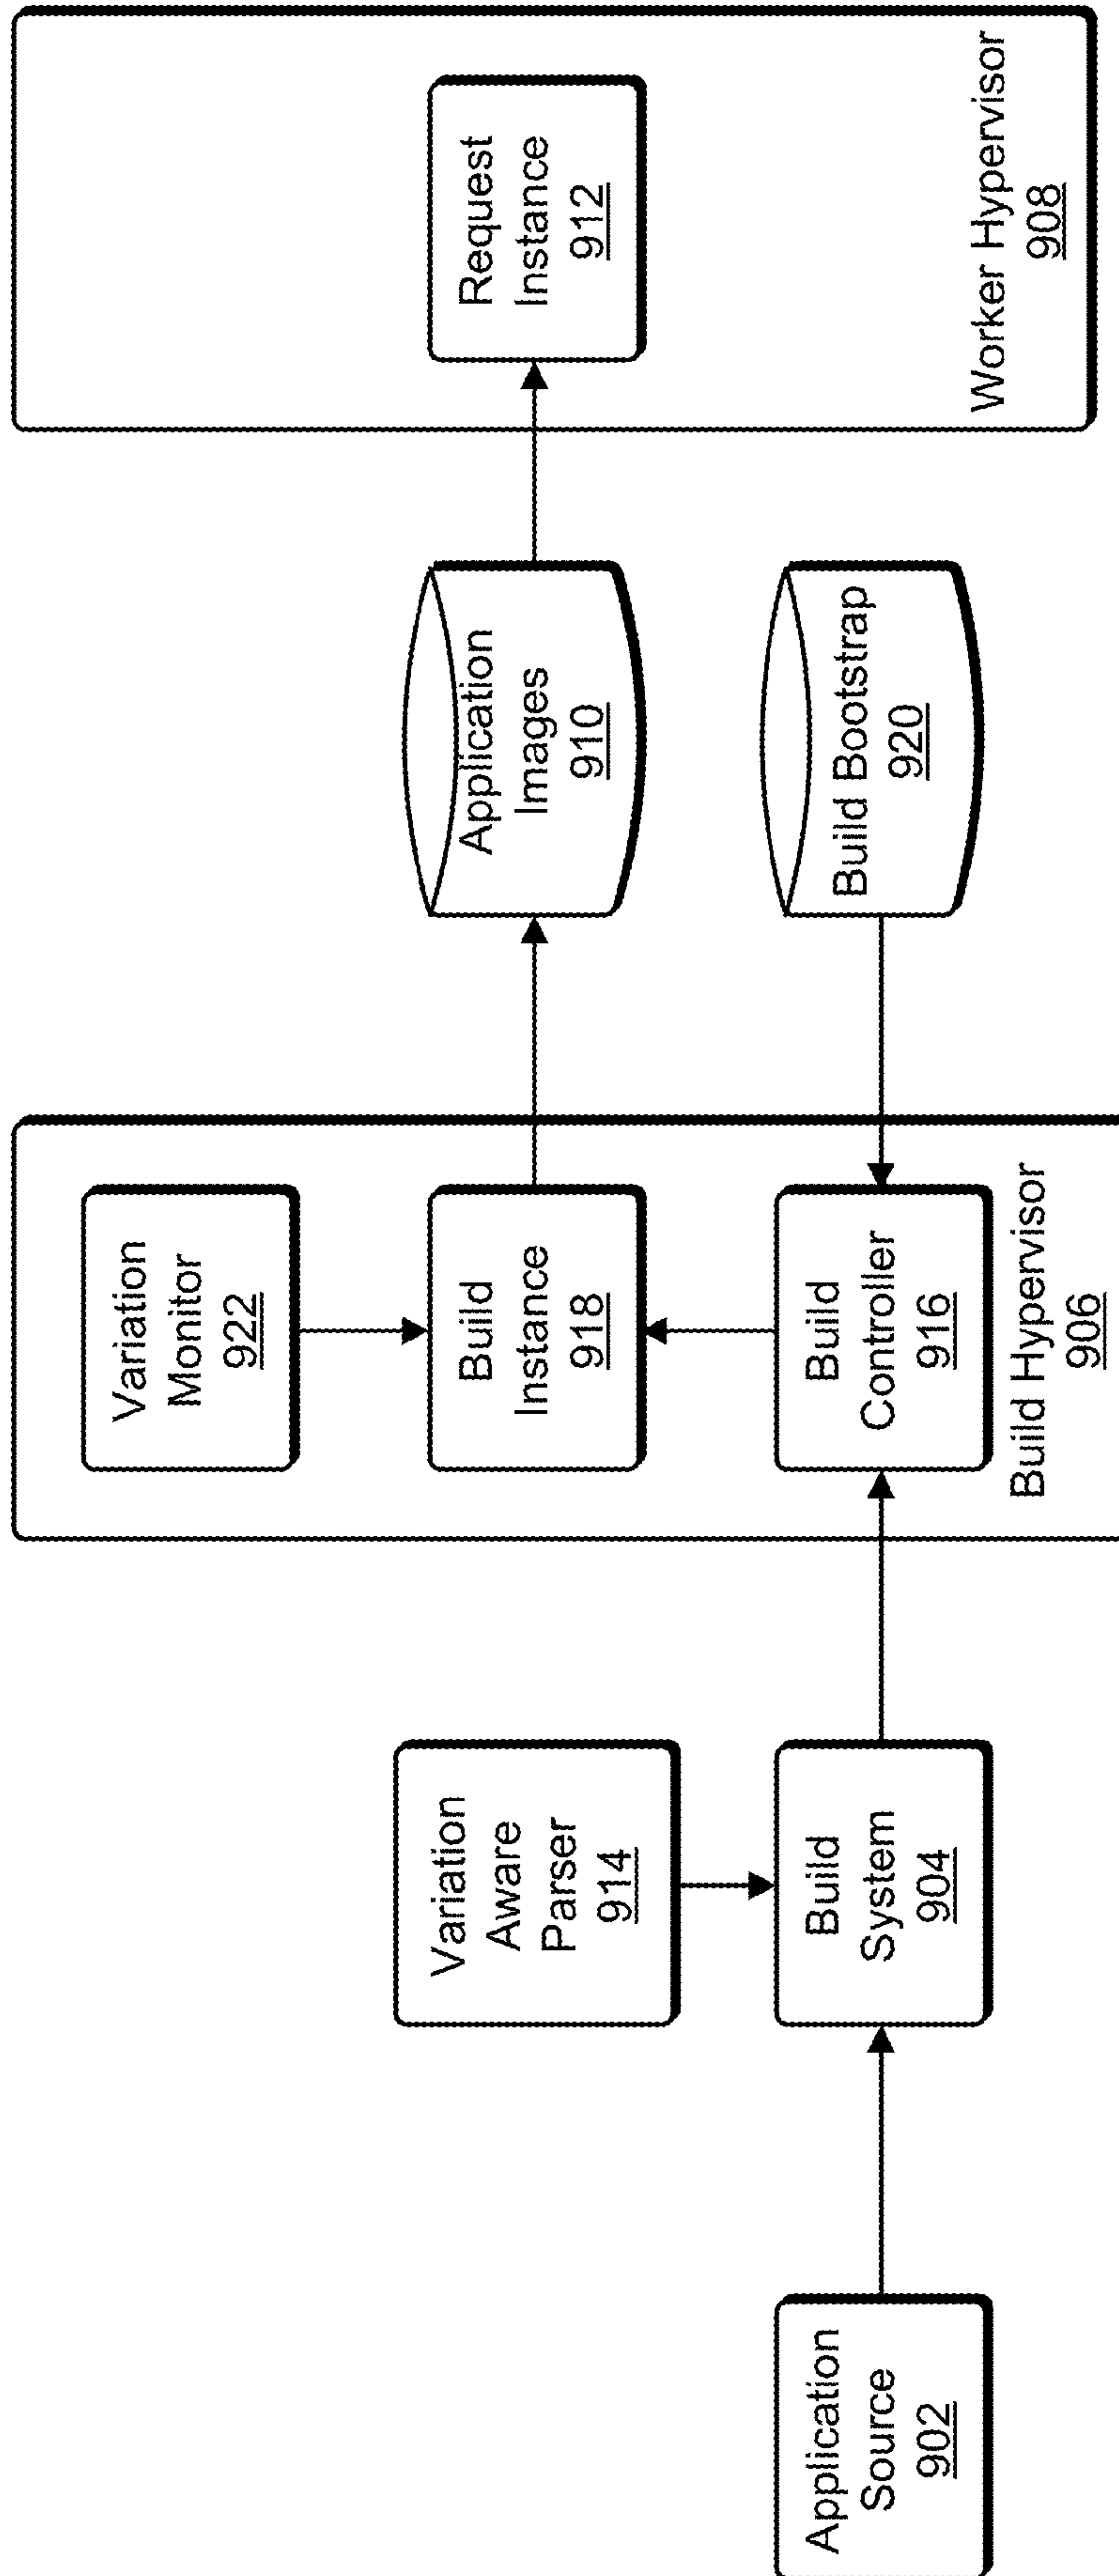 Variation
Monitor
922
Request
Instance
912
Variation
Aware
Parser
914
Build
Instance
918
Application
Images
910
Application
Source
902
Build
System
904
Build
Controller
916
Build Bootstrap
920
Build Hypervisor
906
Worker Hypervisor
908